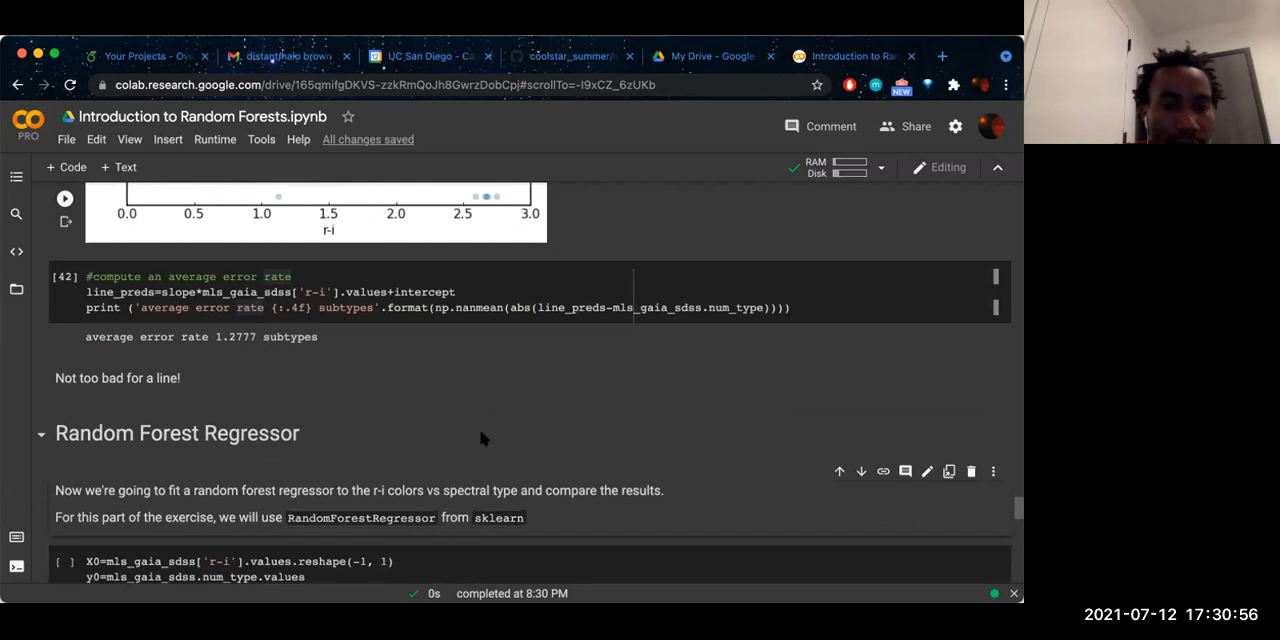 Your Projects - Ove
distant/halo brown
UC San Diego - Ca
coolstar_summer/
My Drive - Google
Introduction to Ran
colab.research.google.com/drive/165qmifgDKVS-zzkRmQoJh8GwrzDobCpj#scrollTo=-I9xCZ_6zUKb
NEW
CO
PRO
Introduction to Random Forests.ipynb
File Edit View Insert Runtime Tools Help All changes saved
Comment Share
+ Code + Text
RAM
Disk
Editing
0.0 0.5 1.0 1.5 2.0 2.5 3.0
r-i
[42] #compute an average error rate
line_preds=slope*mls_gaia_sdss['r-i'].values+intercept
print ('average error rate {:.4f} subtypes'.format(np.nanmean(abs(line_preds-mls_gaia_sdss.num_type))))
average error rate 1.2777 subtypes
Not too bad for a line!
Random Forest Regressor
Now we're going to fit a random forest regressor to the r-i colors vs spectral type and compare the results.
For this part of the exercise, we will use RandomForestRegressor from sklearn
[ ] X0=mls_gaia_sdss['r-i'].values.reshape(-1, 1)
y0=mls_gaia_sdss.num_type.values
0s completed at 8:30 PM
2021-07-12 17:30:56